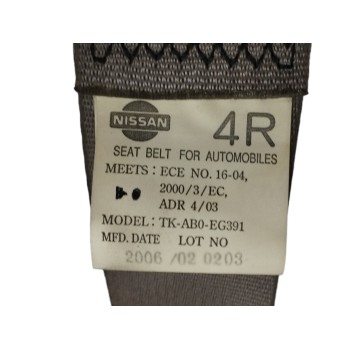 NISSAN 4R
SEAT BELT FOR AUTOMOBILES
MEETS: ECE NO. 16-04,
2000/3/EC,
ADR 4/03
MODEL: TK-AB0-EG391
MFD. DATE LOT NO
2006 /02 0203